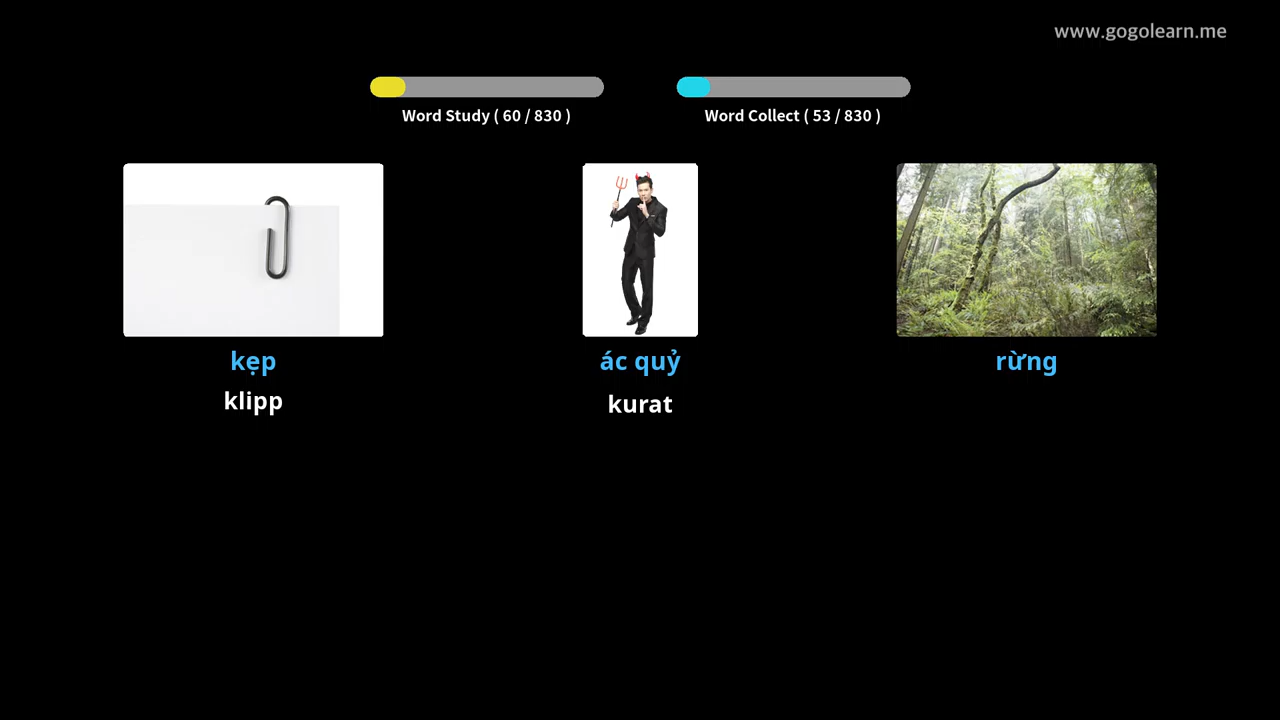 www.gogolearn.me
Word Study ( 60 / 830 )
Word Collect ( 53 / 830 )
kẹp
ác quỷ
rừng
klipp
kurat